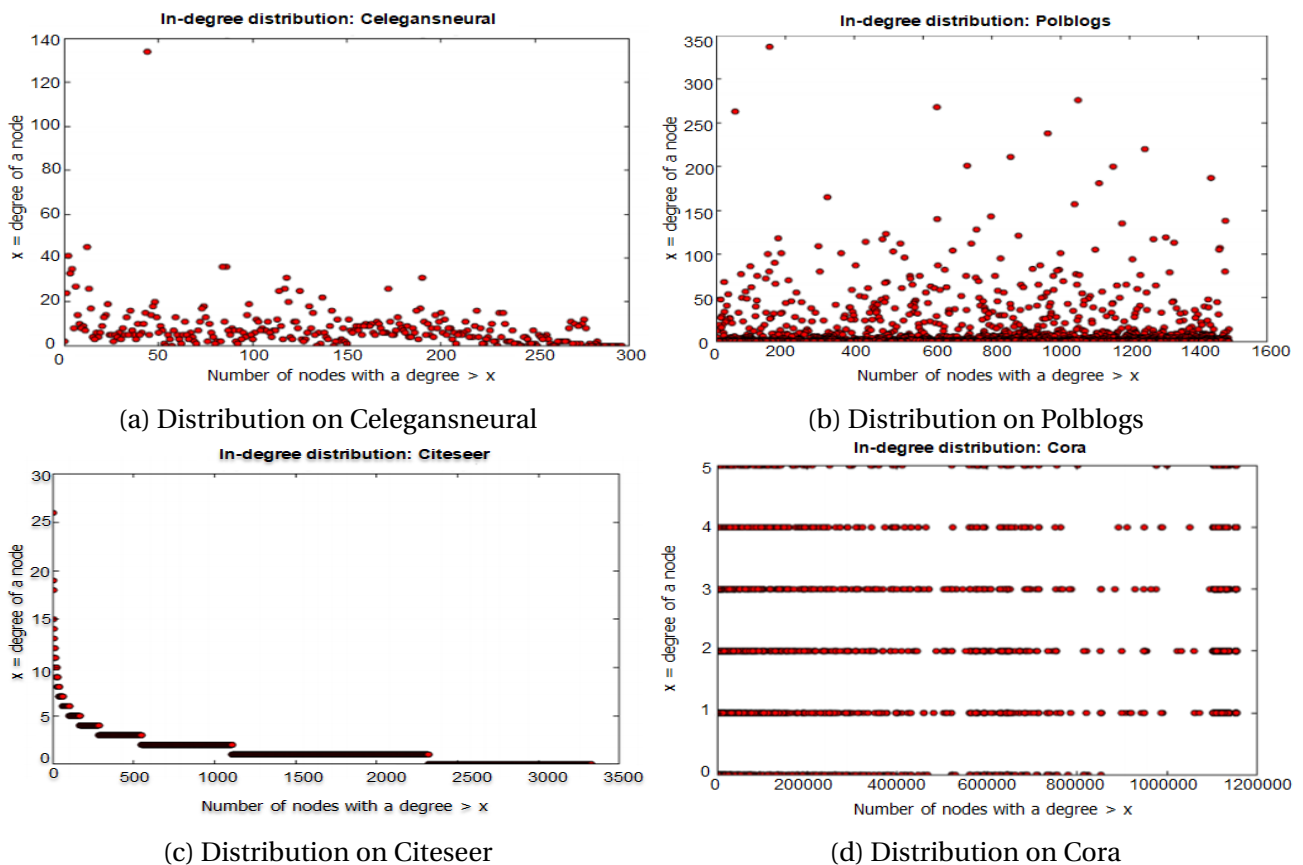 In-degree distribution: Celegansneural
140
120
100
80
60
40
20
0
x = degree of a node
0 50 100 150 200 250 300
Number of nodes with a degree > x
(a) Distribution on Celegansneural
In-degree distribution: Polblogs
350
300
250
200
150
100
50
0
x = degree of a node
0 200 400 600 800 1000 1200 1400 1600
Number of nodes with a degree > x
(b) Distribution on Polblogs
In-degree distribution: Citeseer
30
25
20
15
10
5
0
x = degree of a node
0 500 1000 1500 2000 2500 3000 3500
Number of nodes with a degree > x
(c) Distribution on Citeseer
In-degree distribution: Cora
5
4
3
2
1
0
x = degree of a node
0 200000 400000 600000 800000 1000000 1200000
Number of nodes with a degree > x
(d) Distribution on Cora